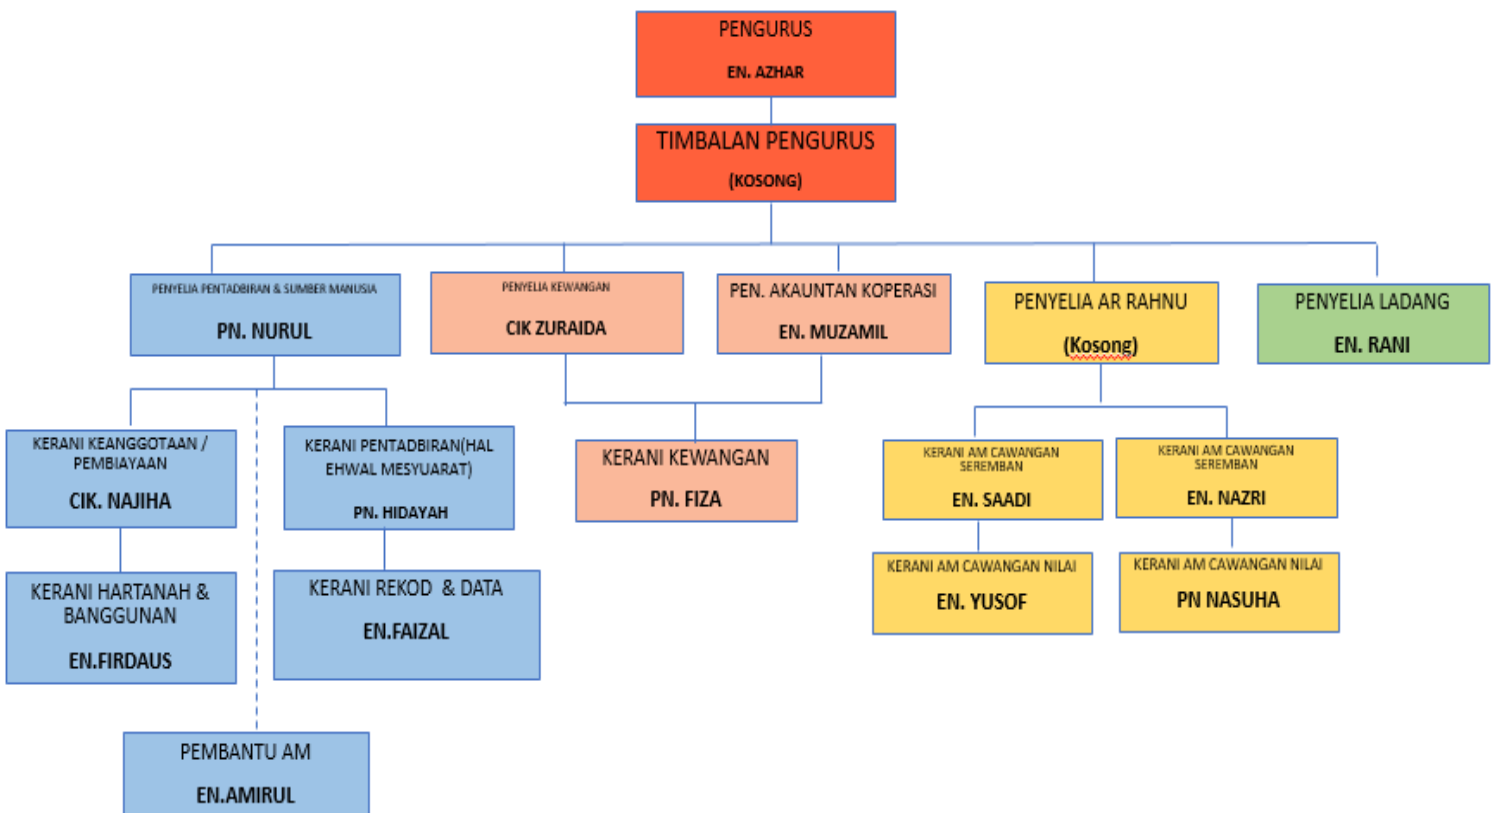 PENGURUS
EN. AZHAR
TIMBALAN PENGURUS
(KOSONG)
PENYELIA PENTADBIRAN & SUMBER MANUSIA
PN. NURUL
PENYELIA KEWANGAN
CIK ZURAIDA
PEN. AKAUNTAN KOPERASI
EN. MUZAMIL
PENYELIA AR RAHNU
(Kosong)
PENYELIA LADANG
EN. RANI
KERANI KEANGGOTAAN /
PEMBIAYAAN
CIK. NAJIHA
KERANI PENTADBIRAN(HAL
EHWAL MESYUARAT)
PN. HIDAYAH
KERANI KEWANGAN
PN. FIZA
KERANI AM CAWANGAN
SEREMBAN
EN. SAADI
KERANI AM CAWANGAN
SEREMBAN
EN. NAZRI
KERANI HARTANAH &
BANGGUNAN
EN.FIRDAUS
KERANI REKOD & DATA
EN.FAIZAL
KERANI AM CAWANGAN NILAI
EN. YUSOF
KERANI AM CAWANGAN NILAI
PN NASUHA
PEMBANTU AM
EN.AMIRUL